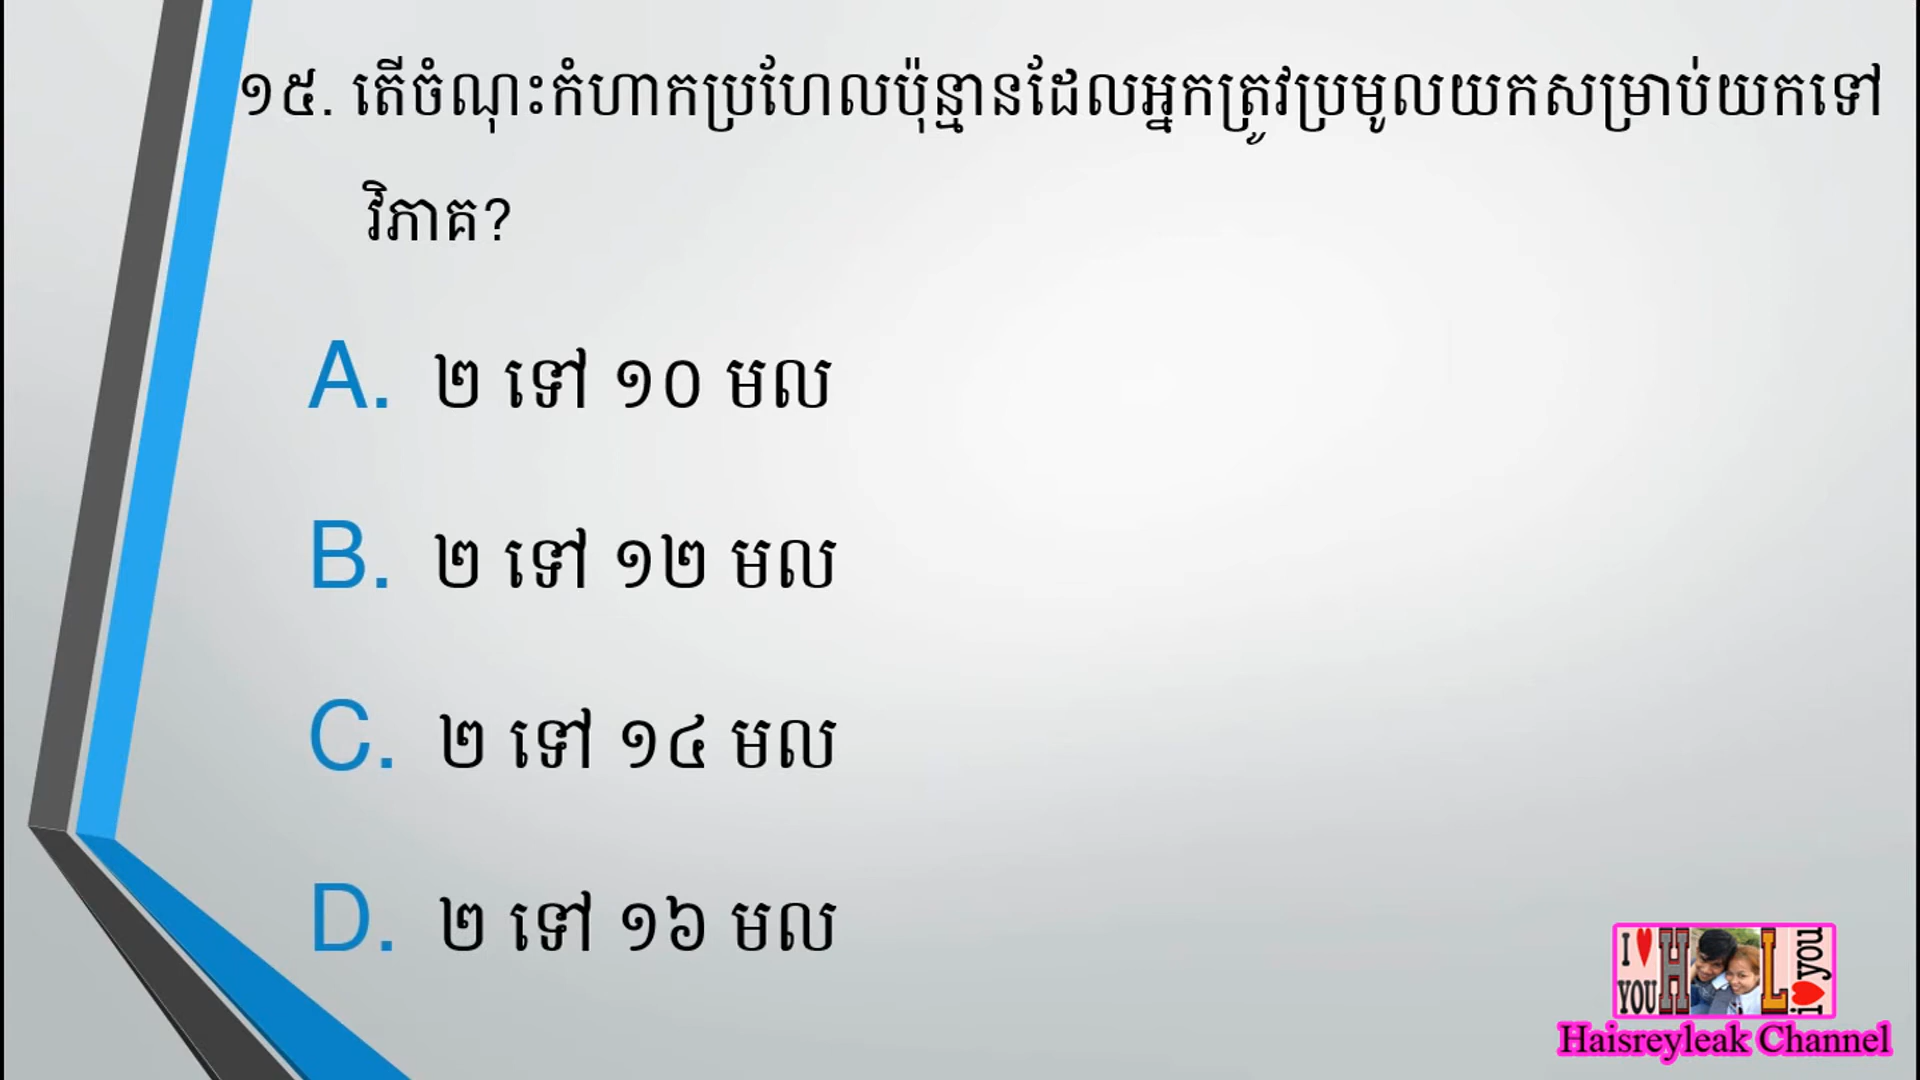 ១៥. តើចំណុះកំហាកប្រហែលប៉ុន្មានដែលអ្នកត្រូវប្រមូលយកសម្រាប់យកទៅ
វិភាគ?
A. ២ ទៅ ១០ មល
B. ២ ទៅ ១២ មល
C. ២ ទៅ ១៤ មល
D. ២ ទៅ ១៦ មល
I ♥ YOU H L i ♥ you
Haisreyleak Channel